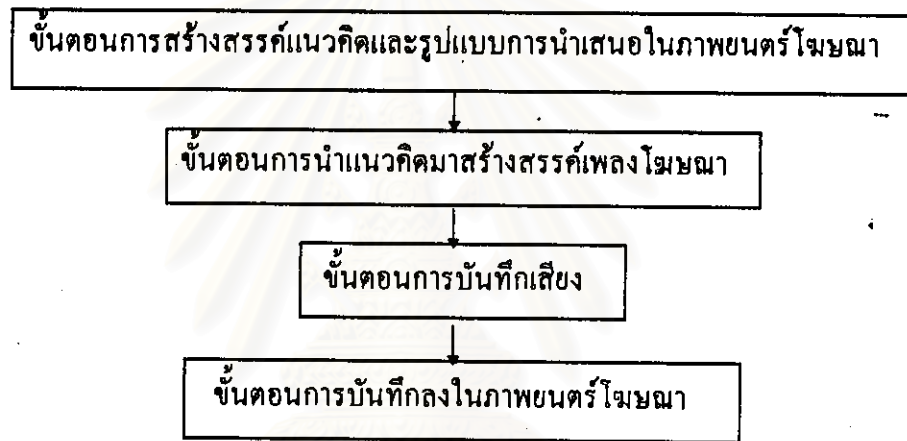 ขั้นตอนการสร้างสรรค์แนวคิดและรูปแบบการนำเสนอในภาพยนตร์โฆษณา
ขั้นตอนการนำแนวคิดมาสร้างสรรค์เพลงโฆษณา
ขั้นตอนการบันทึกเสียง
ขั้นตอนการบันทึกลงในภาพยนตร์โฆษณา